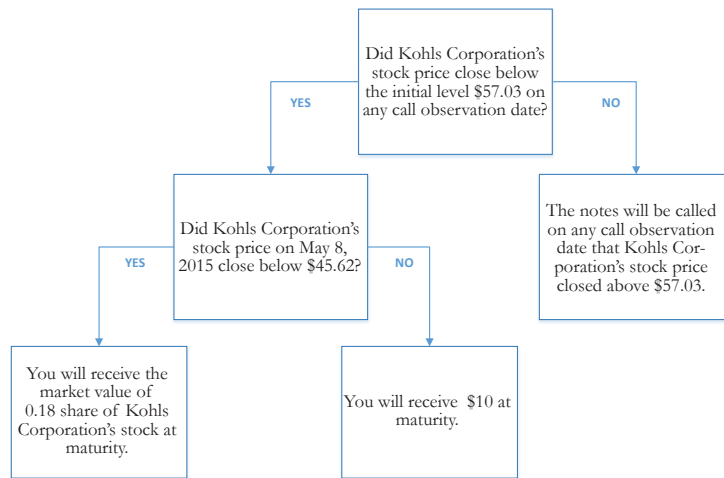 Did Kohls Corporation's
stock price close below
the initial level $57.03 on
any call observation date?
YES
NO
Did Kohls Corporation's
stock price on May 8,
2015 close below $45.62?
The notes will be called
on any call observation
date that Kohls Cor-
poration's stock price
closed above $57.03.
YES
NO
You will receive the
market value of
0.18 share of Kohls
Corporation's stock at
maturity.
You will receive $10 at
maturity.